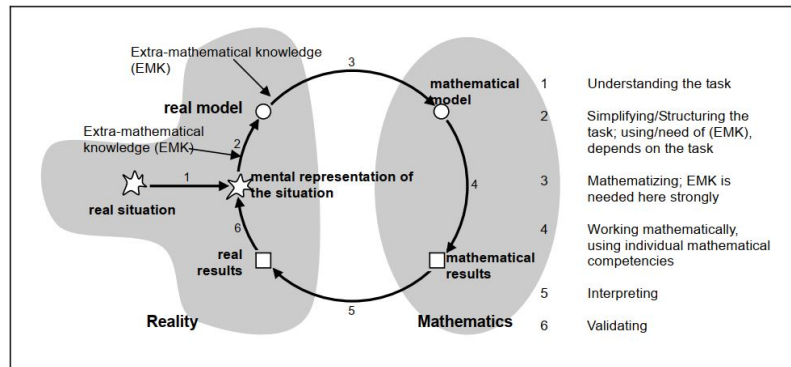 Extra-mathematical knowledge
(EMK)
3
mathematical
model
real model
Extra-mathematical
knowledge (EMK)
2
1
mental representation of
the situation
real situation
4
6
real
results
mathematical
results
5
Reality
Mathematics
1 Understanding the task
2 Simplifying/Structuring the
task; using/need of (EMK),
depends on the task
3 Mathematizing; EMK is
needed here strongly
4 Working mathematically,
using individual mathematical
competencies
5 Interpreting
6 Validating